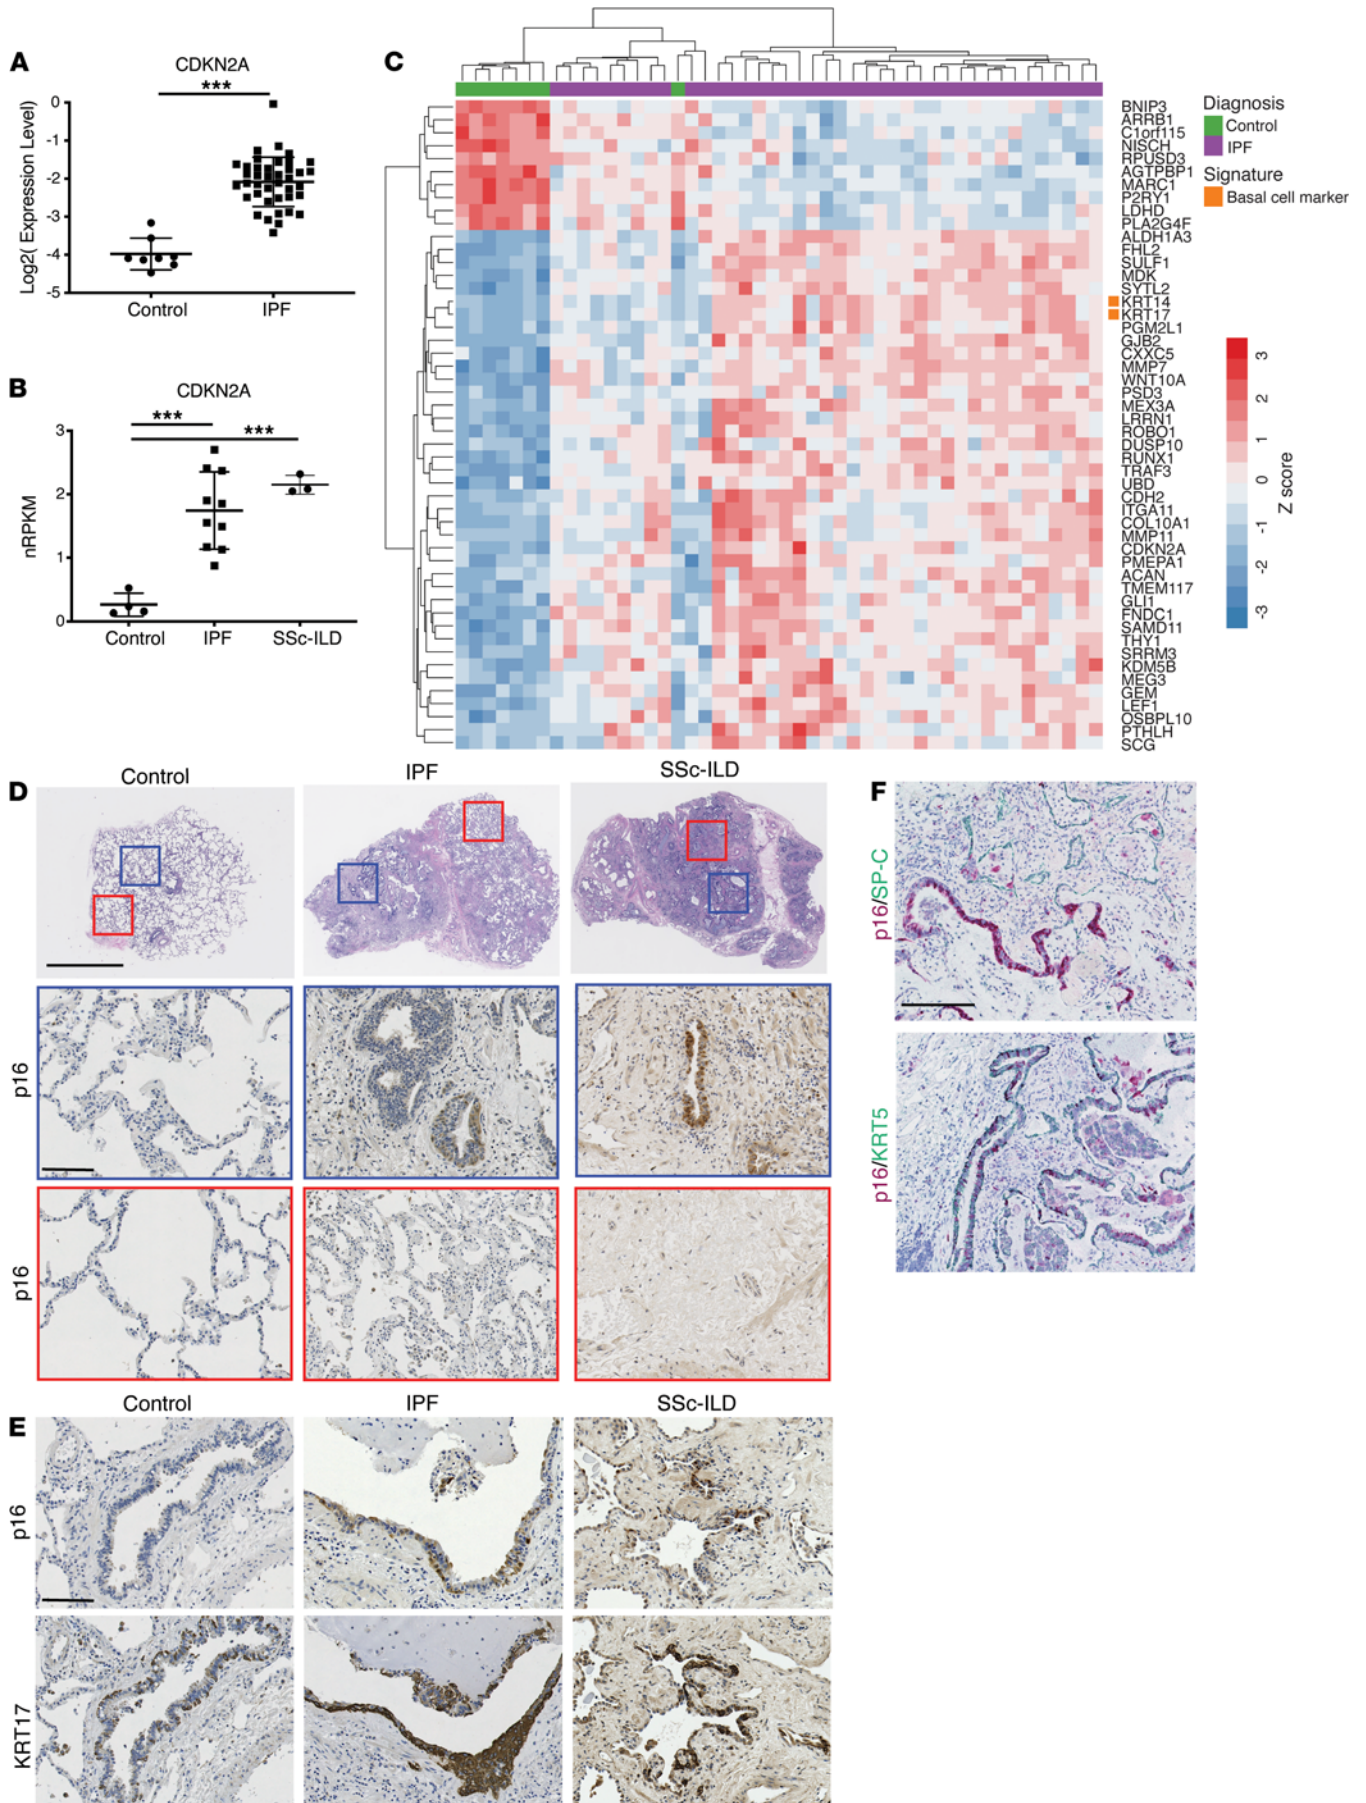 A
CDKN2A
***
Log2( Expression Level)
0
-1
-2
-3
-4
-5
Control
IPF
B
CDKN2A
***
***
nRPKM
3
2
1
0
Control
IPF
SSc-ILD
C
BNIP3
ARRB1
C1orf115
NISCH
RPUSD3
AGTPBP1
MARC1
P2RY1
LDHD
PLA2G4F
ALDH1A3
FHL2
SULF1
MDK
SYTL2
KRT14
KRT17
PGM2L1
GJB2
CXXC5
MMP7
WNT10A
PSD3
MEX3A
LRRN1
ROBO1
DUSP10
RUNX1
TRAF3
UBD
CDH2
ITGA11
COL10A1
MMP11
CDKN2A
PMEPA1
ACAN
TMEM117
GLI1
FNDC1
SAMD11
THY1
SRRM3
KDM5B
MEG3
GEM
LEF1
OSBPL10
PTHLH
SCG
Diagnosis
Control
IPF
Signature
Basal cell marker
3
2
1
0
-1
-2
-3
Z score
D
Control
IPF
SSc-ILD
p16
p16
E
Control
IPF
SSc-ILD
p16
KRT17
F
p16/SP-C
p16/KRT5